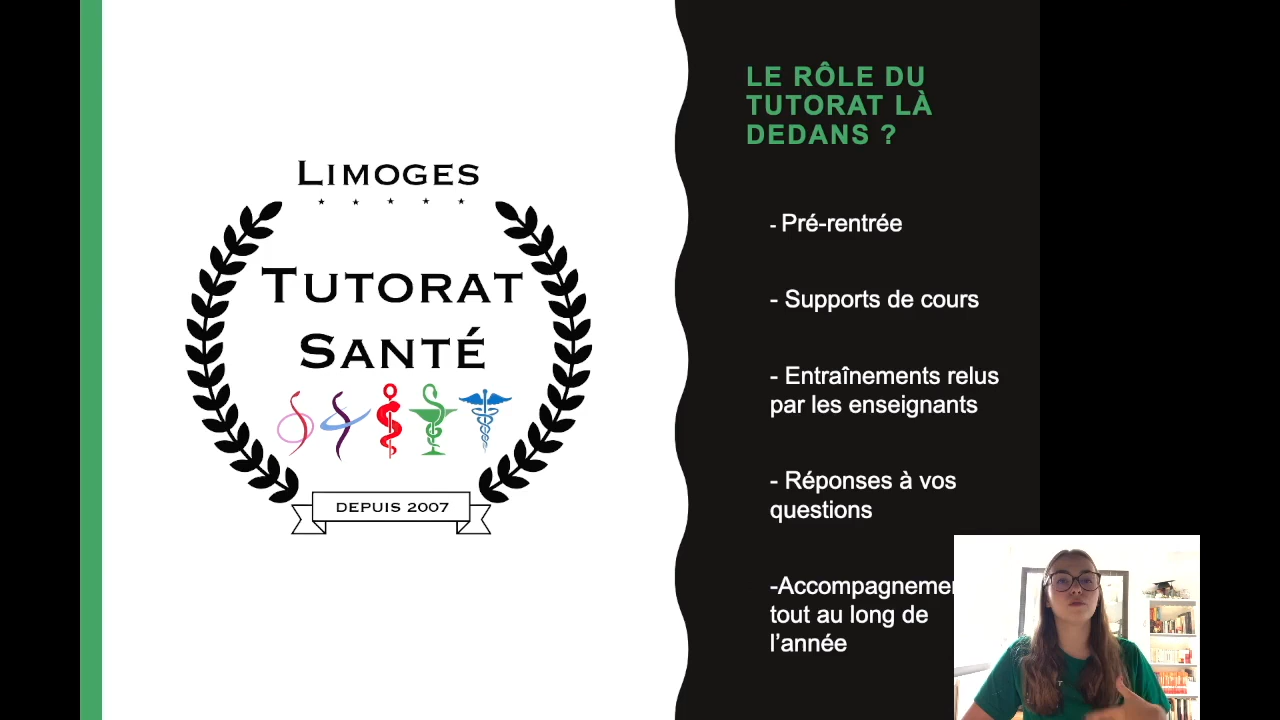 LIMOGES
TUTORAT
SANTÉ
DEPUIS 2007
LE RÔLE DU
TUTORAT LÀ
DEDANS ?
- Pré-rentrée
- Supports de cours
- Entraînements relus
par les enseignants
- Réponses à vos
questions
tout au long de
l’année